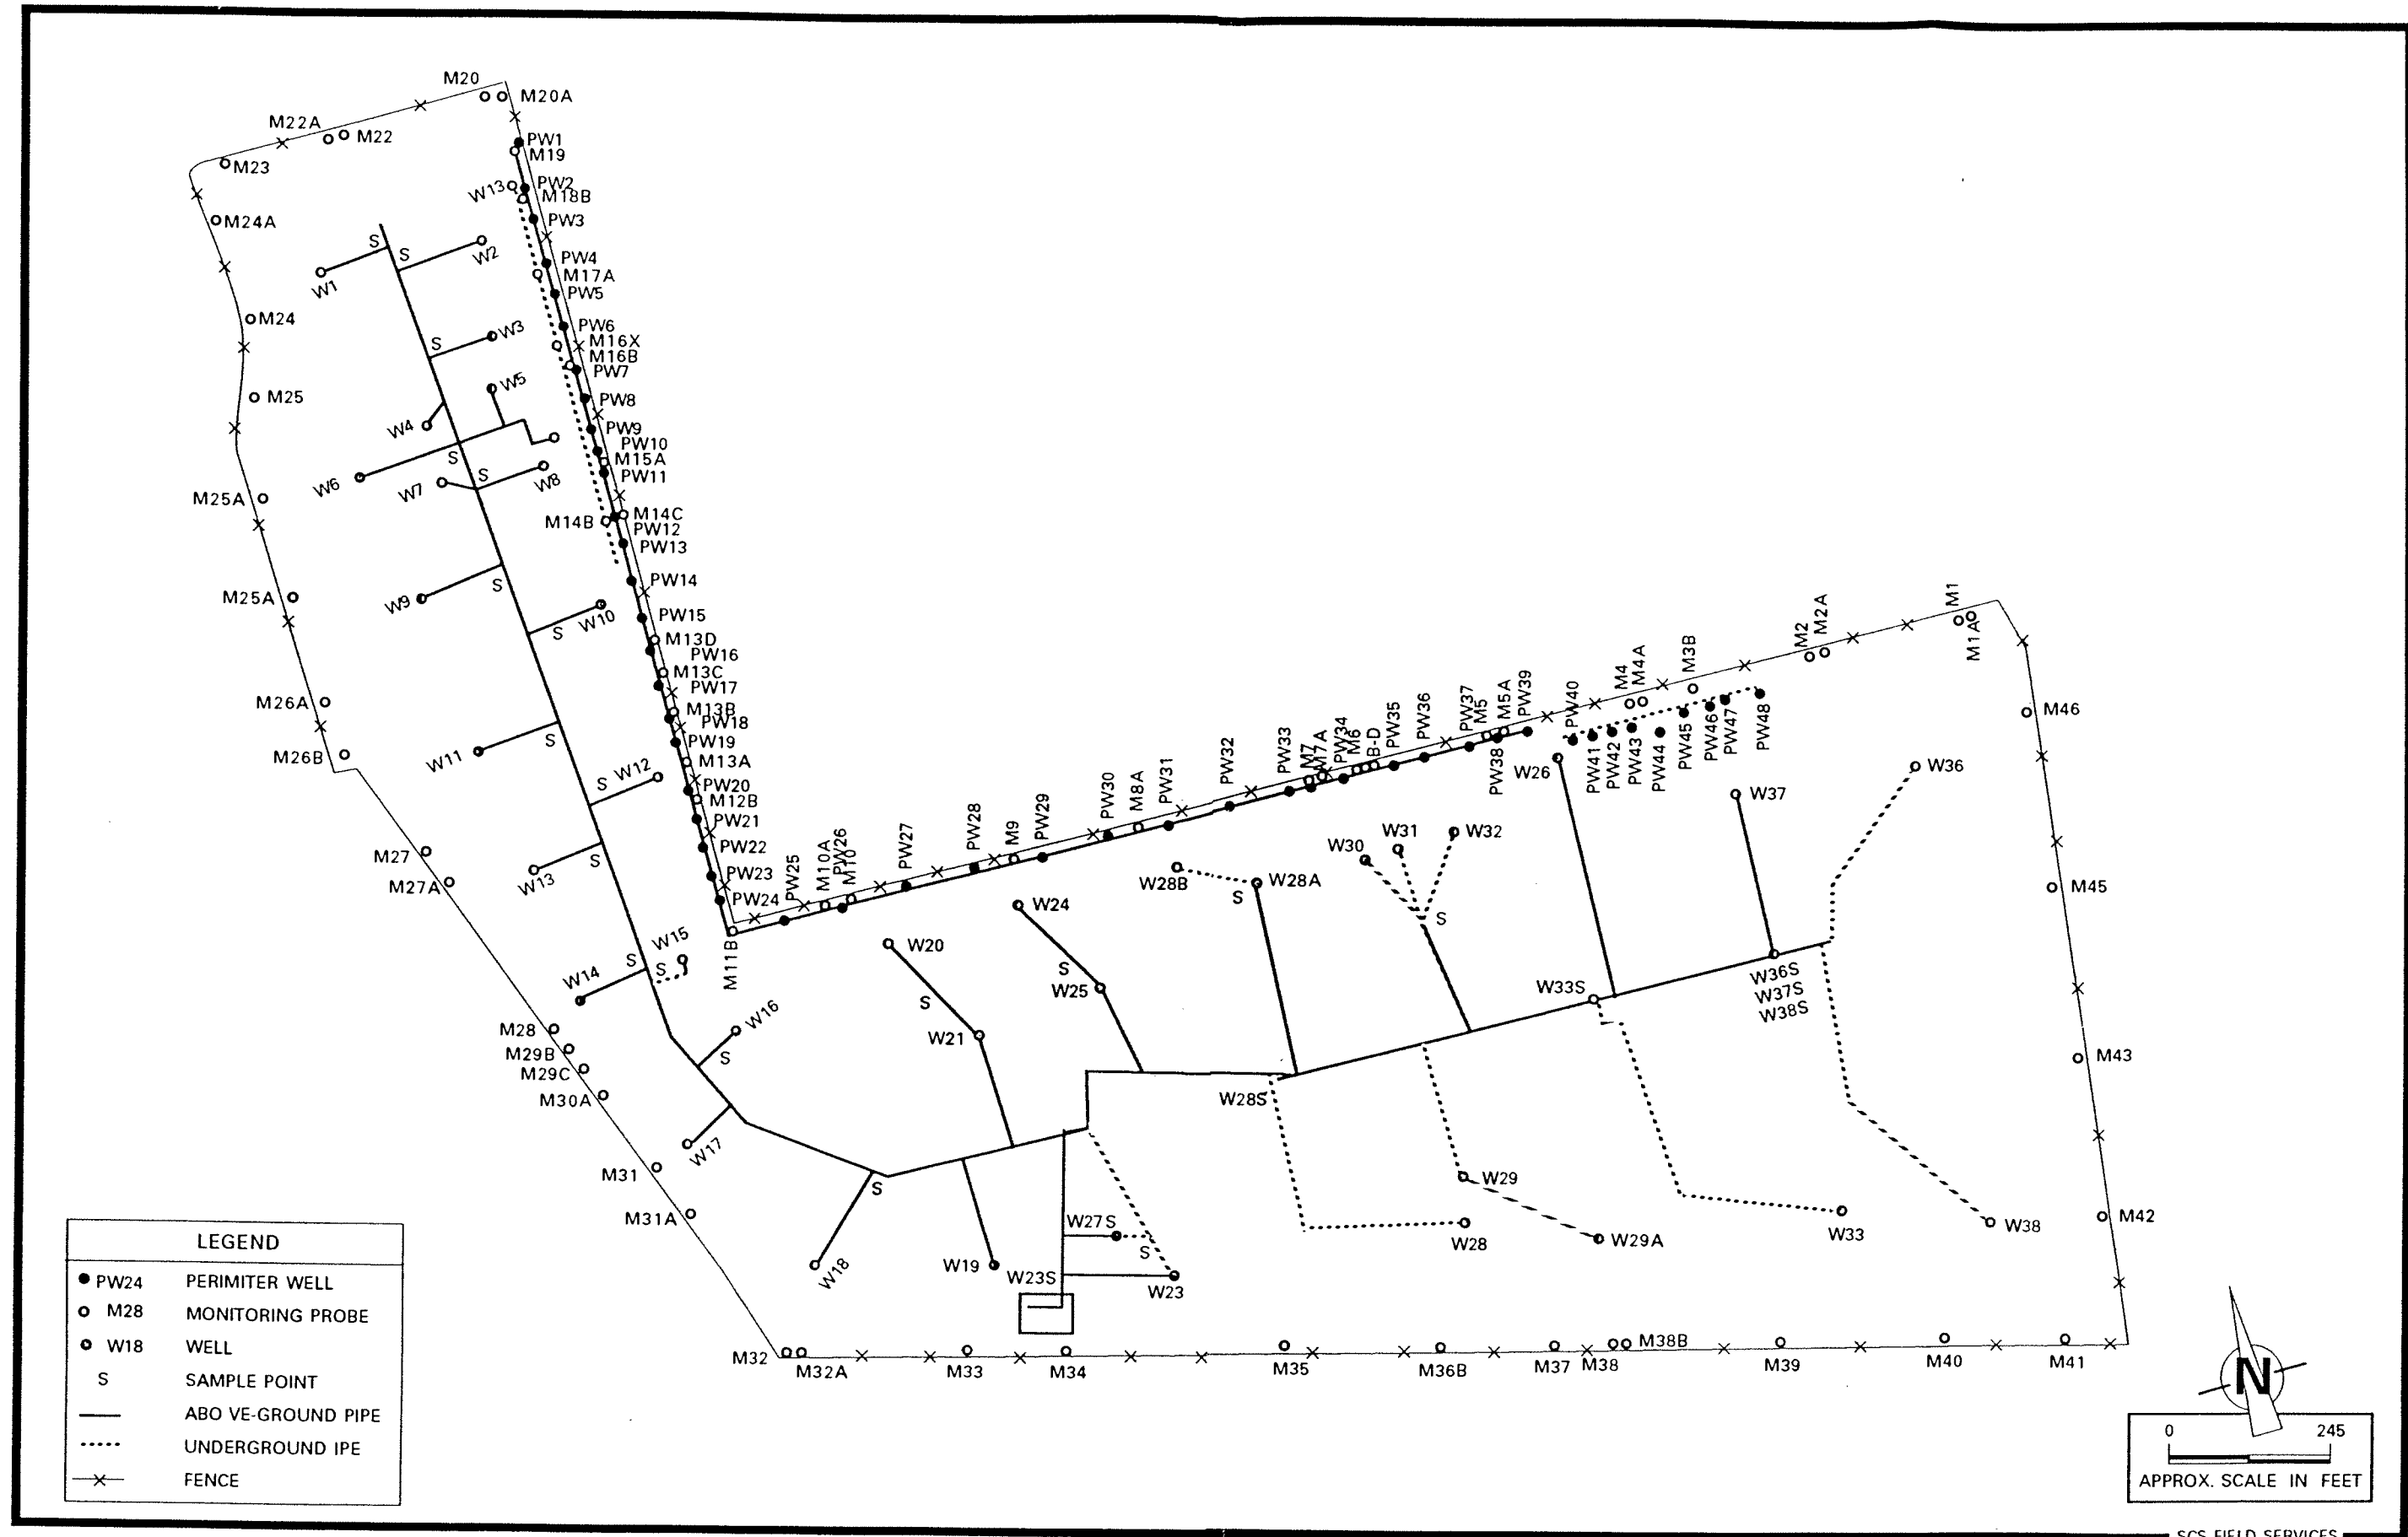 M20
M20A
M22A
M22
M23
PW1
M19
W13
PW2
M18B
M24A
PW3
S
S
W2
W1
PW4
M17A
PW5
M24
PW6
W3
S
M16X
M16B
PW7
W5
M25
PW8
W4
PW9
PW10
S
M15A
W6
W7
S
W8
PW11
M25A
M14B
M14C
PW12
PW13
S
PW14
M25A
W9
W10
S
PW15
M13D
PW16
M13C
PW17
M26A
M13B
PW18
S
PW19
M26B
W11
M13A
W12
S
PW20
M12B
PW21
M27
S
PW22
W13
M27A
PW23
PW24
PW25
M10A
PW26
M10
PW27
PW28
M9
PW29
PW30
M8A
PW31
PW32
PW33
M7
M7A
PW34
M6
B-D
PW35
PW36
PW37
M5
PW38
M5A
PW39
PW40
PW41
PW42
M4
M4A
PW43
PW44
M3B
PW45
PW46
PW47
PW48
M2
M2A
M1
M1A
M46
W26
W36
W37
W31
W32
W30
W28B
W28A
S
S
M45
W24
W15
W20
S
S
M11B
S
W25
W14
S
W33S
W36S
W37S
W38S
M28
W16
W21
M29B
S
M29C
M43
M30A
W28S
W17
M31
S
W29
M31A
W27S
S
W28
W29A
W33
W38
M42
W18
W19
W23S
W23
M32
M32A
M33
M34
M35
M36B
M37
M38
M38B
M39
M40
M41
LEGEND
PW24 PERIMITER WELL
M28 MONITORING PROBE
W18 WELL
S SAMPLE POINT
ABO VE-GROUND PIPE
UNDERGROUND IPE
FENCE
N
0 245
APPROX. SCALE IN FEET
SCS FIELD SERVICES